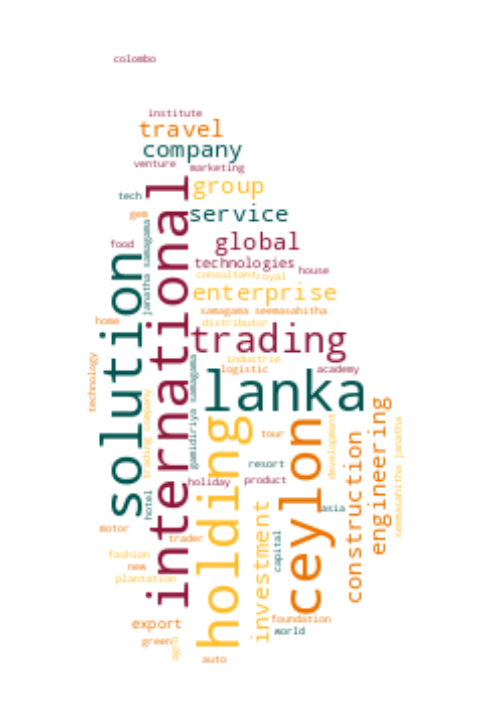 colombo
institute
travel
company
venture
marketing
international
group
tech
service
gem
janatha samagama
global
food
solution
technologies
house
consultant
royal
enterprise
samagama seemasahitha
home
distributor
trading
technology
gamidiriya samagama
industrie
logistic
academy
lanka
trading company
holding
ceylon
tour
development
engineering
seemasahitha janatha
construction
resort
holiday
product
hotel
investment
asia
motor
capital
trader
fashion
new
plantation
export
foundation
world
green
agro
auto